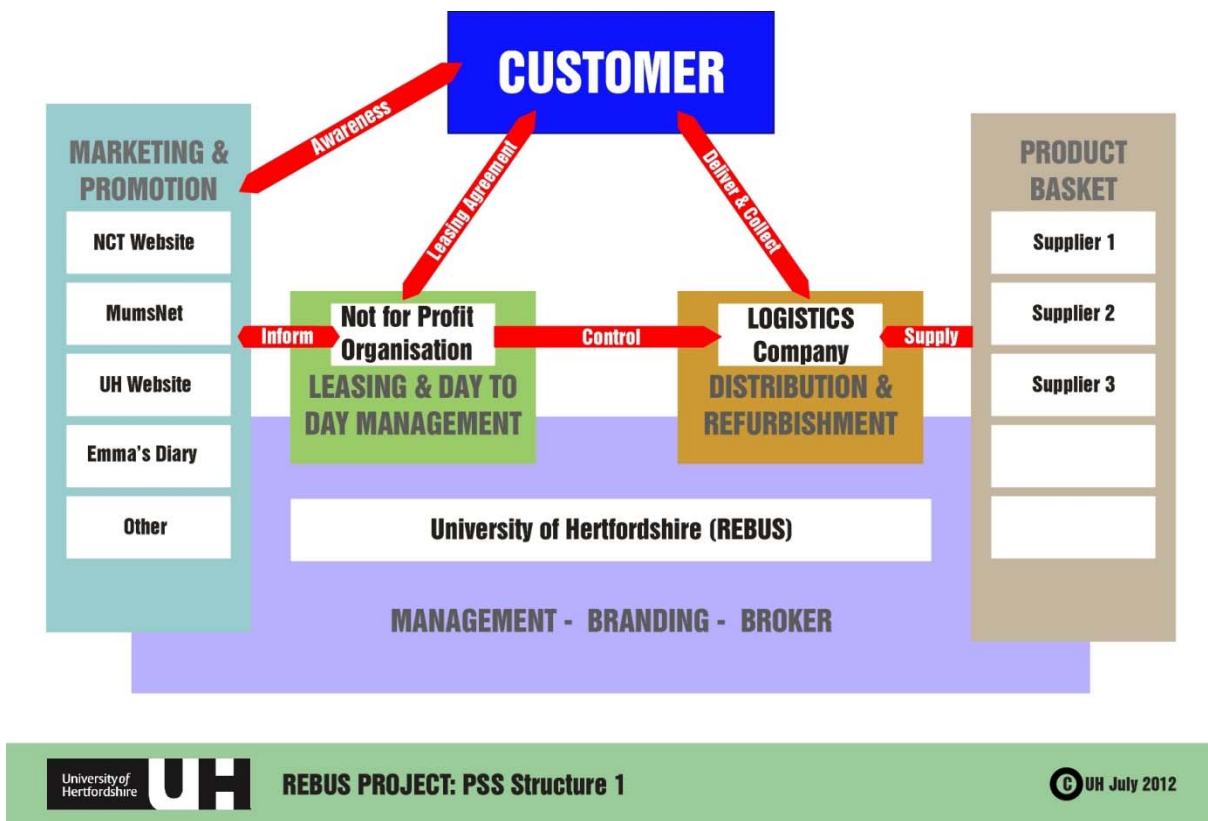 CUSTOMER
Awareness
Leasing Agreement
Deliver & Collect
MARKETING &
PROMOTION
NCT Website
MumsNet
UH Website
Emma's Diary
Other
Inform
Not for Profit
Organisation
LEASING & DAY TO
DAY MANAGEMENT
Control
LOGISTICS
Company
DISTRIBUTION &
REFURBISHMENT
Supply
PRODUCT
BASKET
Supplier 1
Supplier 2
Supplier 3
University of Hertfordshire (REBUS)
MANAGEMENT - BRANDING - BROKER
University of
Hertfordshire
UH
REBUS PROJECT: PSS Structure 1
© UH July 2012